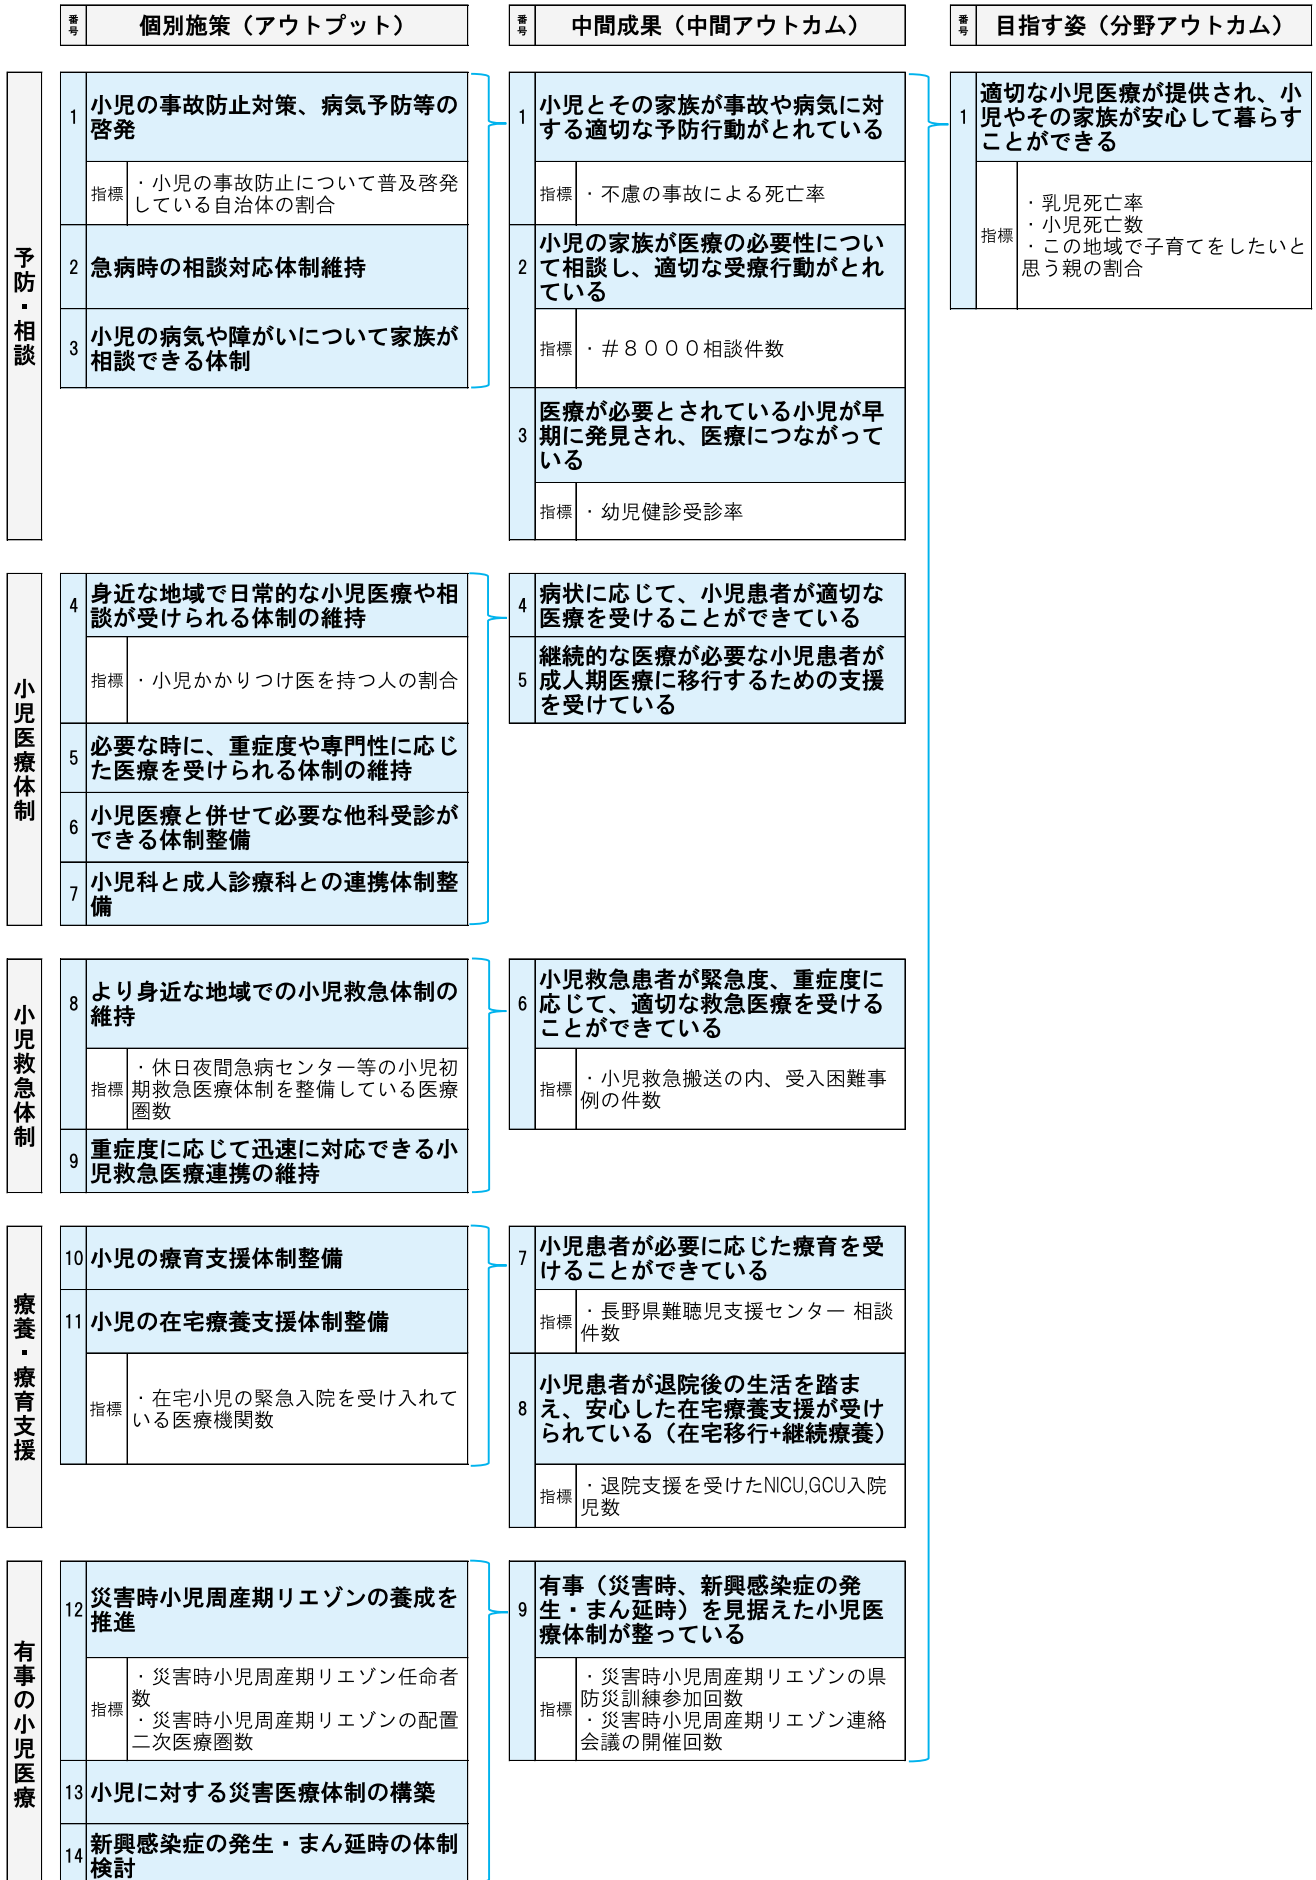 番号
個別施策（アウトプット）
番号
中間成果（中間アウトカム）
番号
目指す姿（分野アウトカム）
予防・相談
1
小児の事故防止対策、病気予防等の
啓発
指標
・小児の事故防止について普及啓発
している自治体の割合
2
急病時の相談対応体制維持
3
小児の病気や障がいについて家族が
相談できる体制
1
小児とその家族が事故や病気に対
する適切な予防行動がとれている
指標
・不慮の事故による死亡率
2
小児の家族が医療の必要性につい
て相談し、適切な受療行動がとれ
ている
指標
・＃８０００相談件数
3
医療が必要とされている小児が早
期に発見され、医療につながって
いる
指標
・幼児健診受診率
1
適切な小児医療が提供され、小
児やその家族が安心して暮らす
ことができる
指標
・乳児死亡率
・小児死亡数
・この地域で子育てをしたいと
思う親の割合
小児医療体制
4
身近な地域で日常的な小児医療や相
談が受けられる体制の維持
指標
・小児かかりつけ医を持つ人の割合
5
必要な時に、重症度や専門性に応じ
た医療を受けられる体制の維持
6
小児医療と併せて必要な他科受診が
できる体制整備
7
小児科と成人診療科との連携体制整
備
4
病状に応じて、小児患者が適切な
医療を受けることができている
5
継続的な医療が必要な小児患者が
成人期医療に移行するための支援
を受けている
小児救急体制
8
より身近な地域での小児救急体制の
維持
指標
・休日夜間急病センター等の小児初
期救急医療体制を整備している医療
圏数
9
重症度に応じて迅速に対応できる小
児救急医療連携の維持
6
小児救急患者が緊急度、重症度に
応じて、適切な救急医療を受ける
ことができている
指標
・小児救急搬送の内、受入困難事
例の件数
療養・療育支援
10
小児の療育支援体制整備
11
小児の在宅療養支援体制整備
指標
・在宅小児の緊急入院を受け入れて
いる医療機関数
7
小児患者が必要に応じた療育を受
けることができている
指標
・長野県難聴児支援センター 相談
件数
8
小児患者が退院後の生活を踏ま
え、安心した在宅療養支援が受け
られている（在宅移行+継続療養）
指標
・退院支援を受けたNICU,GCU入院
児数
有事の小児医療
12
災害時小児周産期リエゾンの養成を
推進
指標
・災害時小児周産期リエゾン任命者
数
・災害時小児周産期リエゾンの配置
二次医療圏数
13
小児に対する災害医療体制の構築
14
新興感染症の発生・まん延時の体制
検討
9
有事（災害時、新興感染症の発
生・まん延時）を見据えた小児医
療体制が整っている
指標
・災害時小児周産期リエゾンの県
防災訓練参加回数
・災害時小児周産期リエゾン連絡
会議の開催回数